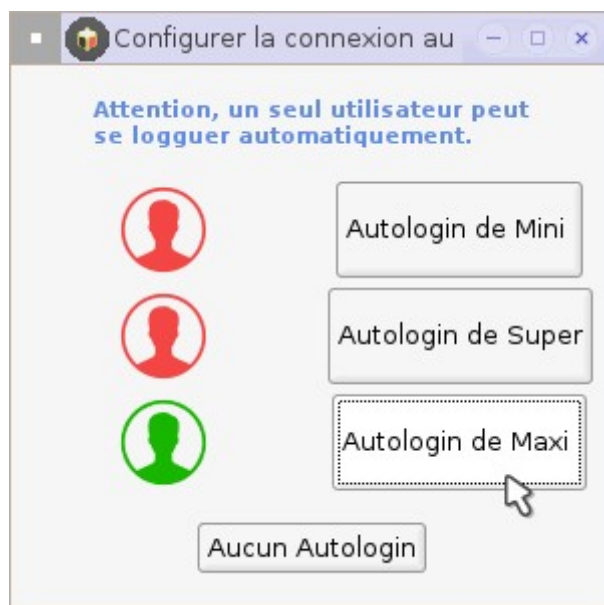 Configurer la connexion au
Attention, un seul utilisateur peut
se logguer automatiquement.
Autologin de Mini
Autologin de Super
Autologin de Maxi
Aucun Autologin